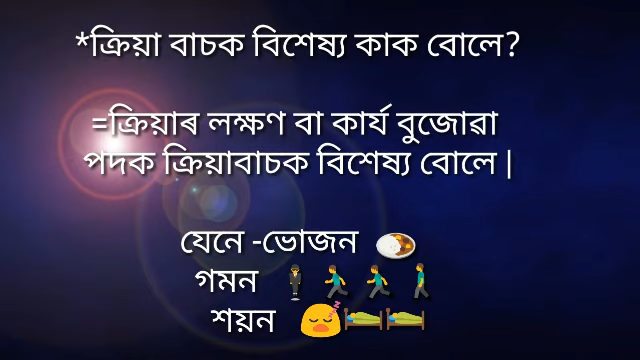 *ক্ৰিয়া বাচক বিশেষ্য কাক বোলে?
=ক্ৰিয়াৰ লক্ষণ বা কাৰ্য বুজোৱা
পদক ক্ৰিয়াবাচক বিশেষ্য বোলে |
যেনে -ভোজন
গমন
শয়ন